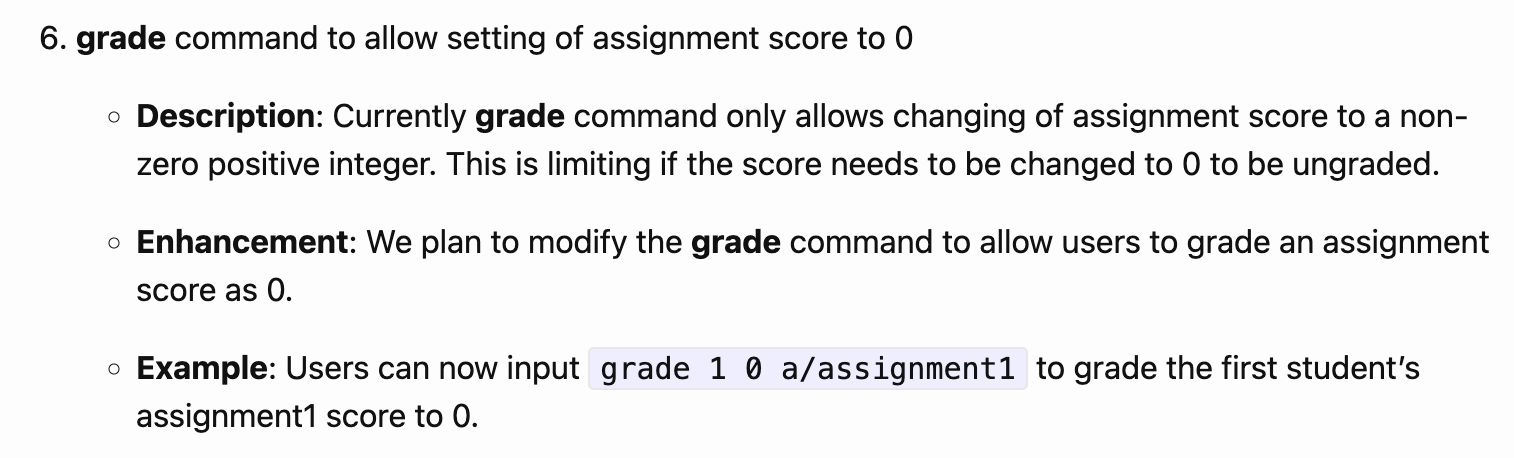 6. grade command to allow setting of assignment score to 0
Description: Currently grade command only allows changing of assignment score to a non-
zero positive integer. This is limiting if the score needs to be changed to 0 to be ungraded.
Enhancement: We plan to modify the grade command to allow users to grade an assignment
score as 0.
Example: Users can now input grade 1 0 a/assignment1 to grade the first student’s
assignment1 score to 0.